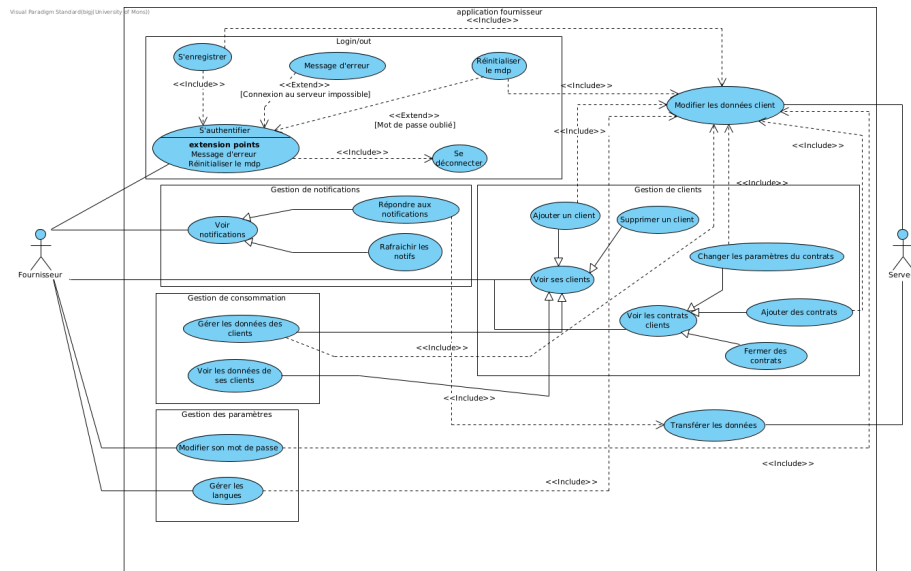 Visual Paradigm Standard(bg(University of Mons))
application fournisseur
<<Include>>
Login/out
S'enregistrer
Message d'erreur
Réinitialiser
le mdp
<<Include>>
<<Extend>>
[Connexion au serveur impossible]
<<Include>>
Modifier les données client
<<Extend>>
[Mot de passe oublié]
<<Include>>
S'authentifier
extension points
Message d'erreur
Réinitialiser le mdp
<<Include>>
Se
déconnecter
<<Include>>
<<Include>>
Gestion de notifications
Répondre aux
notifications
Voir
notifications
Rafraichir les
notifs
Gestion de clients
Ajouter un client
Supprimer un client
Changer les paramètres du contrats
Voir ses clients
Voir les contrats
clients
Ajouter des contrats
Fermer des
contrats
Fournisseur
Serve
Gestion de consommation
Gérer les données des
clients
<<Include>>
Voir les données de
ses clients
<<Include>>
Gestion des paramètres
Transférer les données
Modifier son mot de passe
<<Include>>
Gérer les
langues
<<Include>>